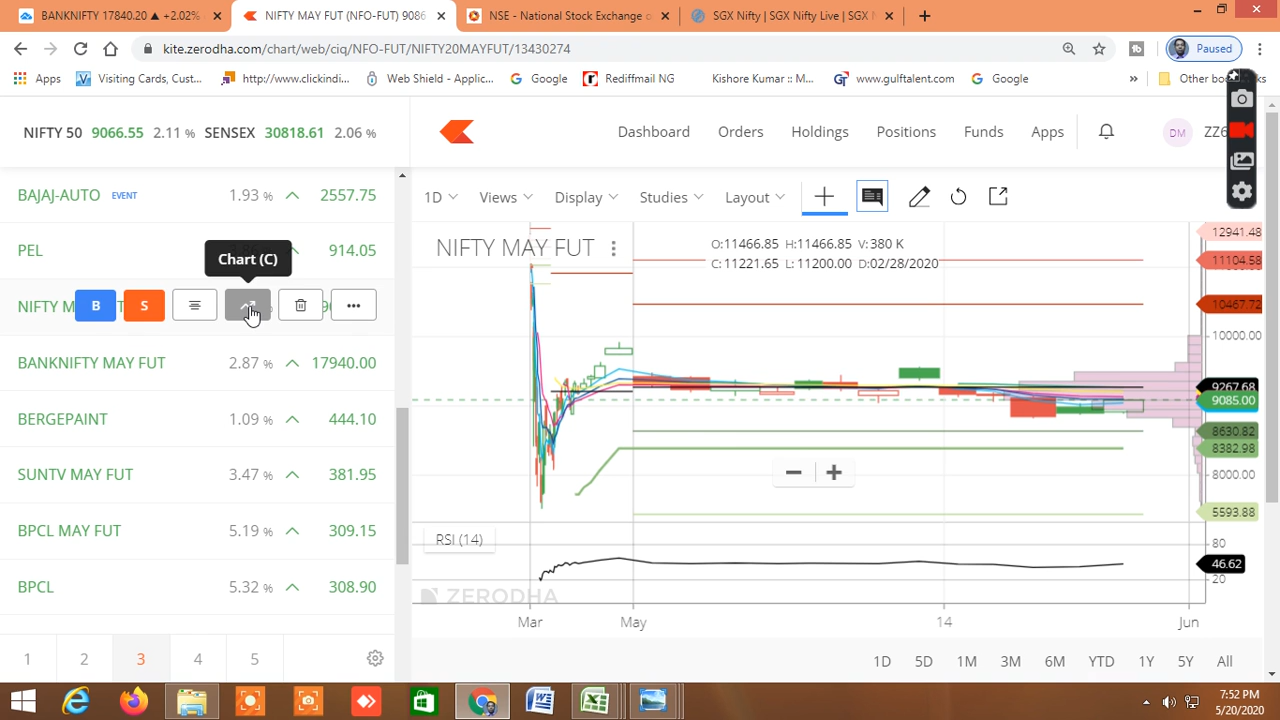 BANKNIFTY 17840.20 ▲ +2.02%
NIFTY MAY FUT (NFO-FUT) 9086
NSE - National Stock Exchange of
SGX Nifty | SGX Nifty Live | SGX
kite.zerodha.com/chart/web/ciq/NFO-FUT/NIFTY20MAYFUT/13430274
Paused
Apps
Visiting Cards, Cust...
http://www.clickindi...
Web Shield - Applic...
Google
Rediffmail NG
Kishore Kumar :: M...
www.gulftalent.com
Google
»
Other bookmarks
NIFTY 50 9066.55 2.11 % SENSEX 30818.61 2.06 %
Dashboard Orders Holdings Positions Funds Apps
DM ZZ6
BAJAJ-AUTO EVENT 1.93 % 2557.75
PEL 914.05
Chart (C)
NIFTY M B S
BANKNIFTY MAY FUT 2.87 % 17940.00
BERGEPAINT 1.09 % 444.10
SUNTV MAY FUT 3.47 % 381.95
BPCL MAY FUT 5.19 % 309.15
BPCL 5.32 % 308.90
1 2 3 4 5
1D Views Display Studies Layout
NIFTY MAY FUT
O:11466.85 H:11466.85 V:380 K
C:11221.65 L:11200.00 D:02/28/2020
12941.48
11104.58
10467.72
10000.00
9267.68
9085.00
8630.82
8382.98
8000.00
5593.88
RSI (14)
80
46.62
20
ZERODHA
Mar May 14 Jun
1D 5D 1M 3M 6M YTD 1Y 5Y All
7:52 PM
5/20/2020